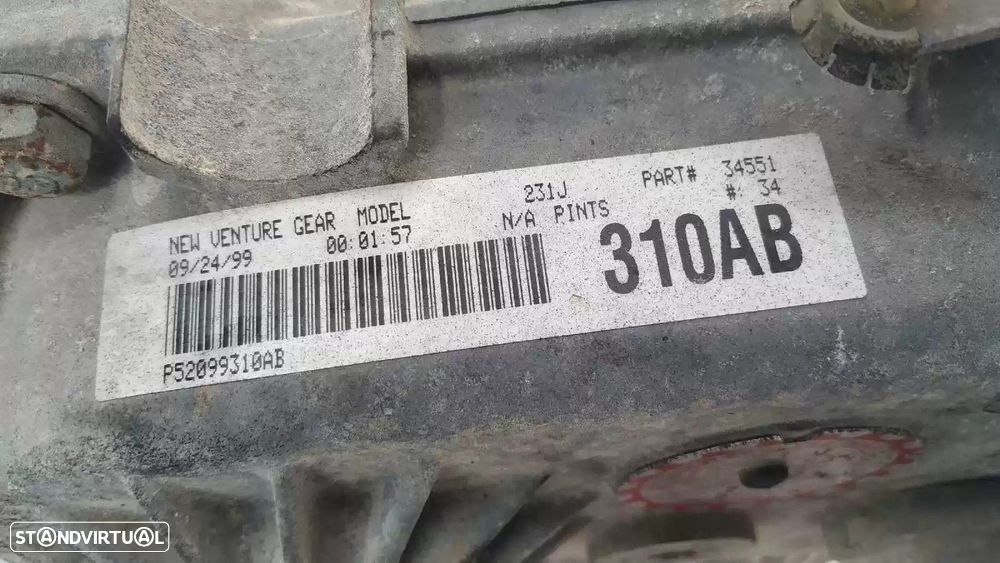 NEW VENTURE GEAR MODEL 231J PART# 34551
09/24/99 00:01:57 N/A PINTS #: 34
310AB
P52099310AB
STANDVIRTUAL